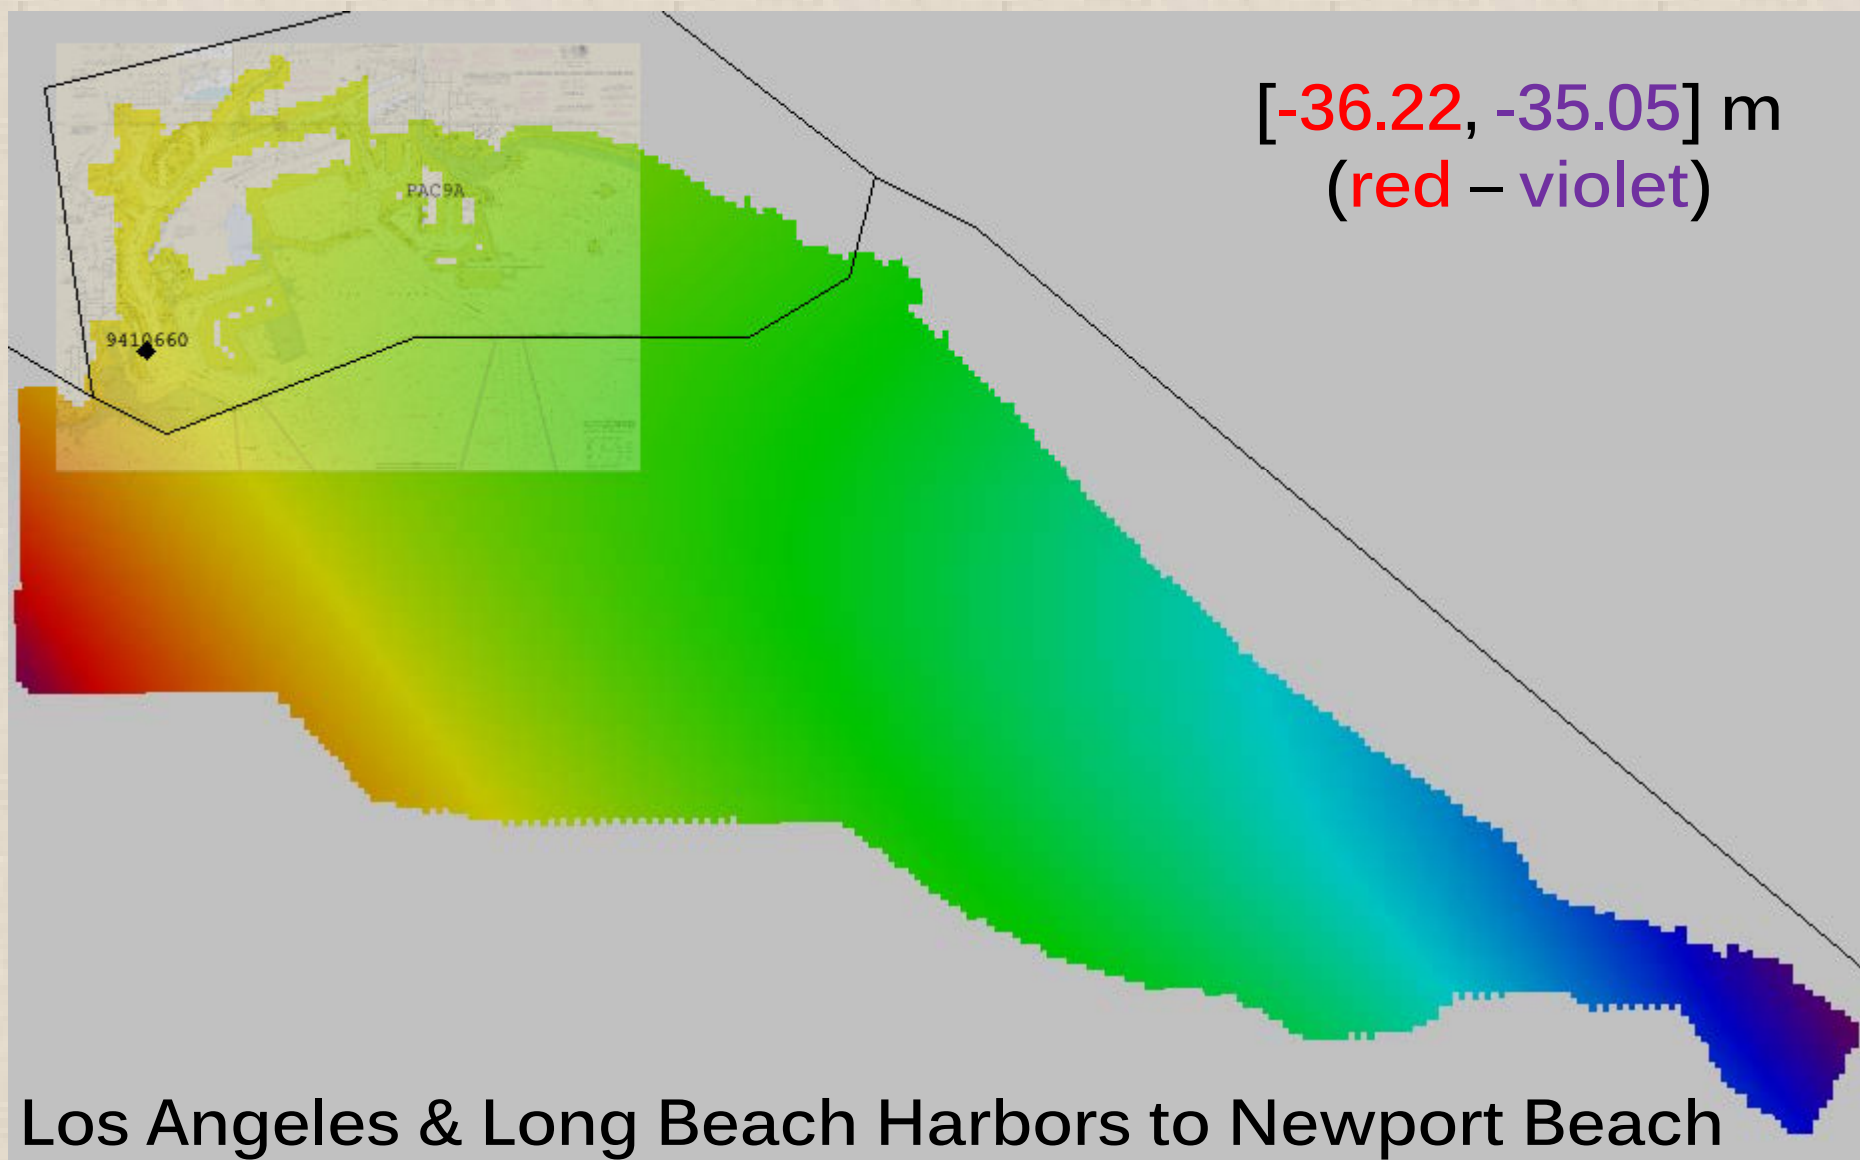 [-36.22, -35.05] m
(red – violet)
PAC9A
9410660
Los Angeles & Long Beach Harbors to Newport Beach